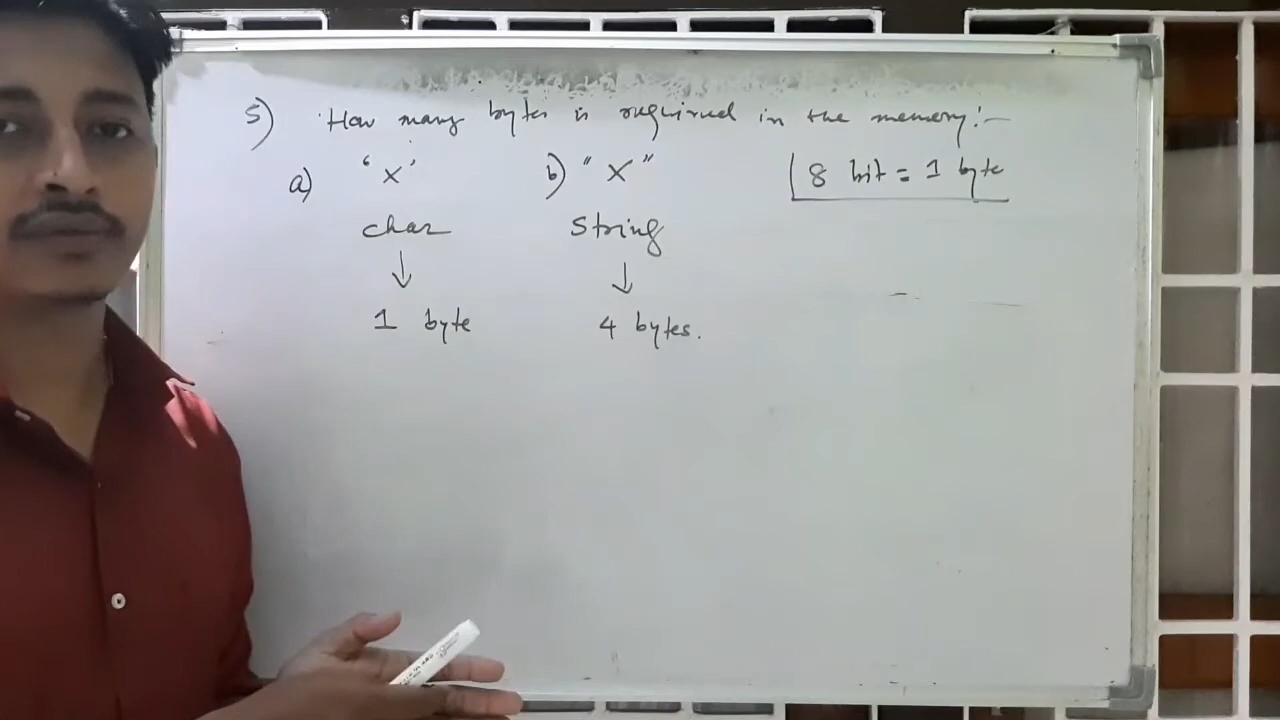 5) How many bytes is required in the memory:-
a) 'x' b) "X" 8 bit = 1 byte
char string
↓ ↓
1 byte 4 bytes.